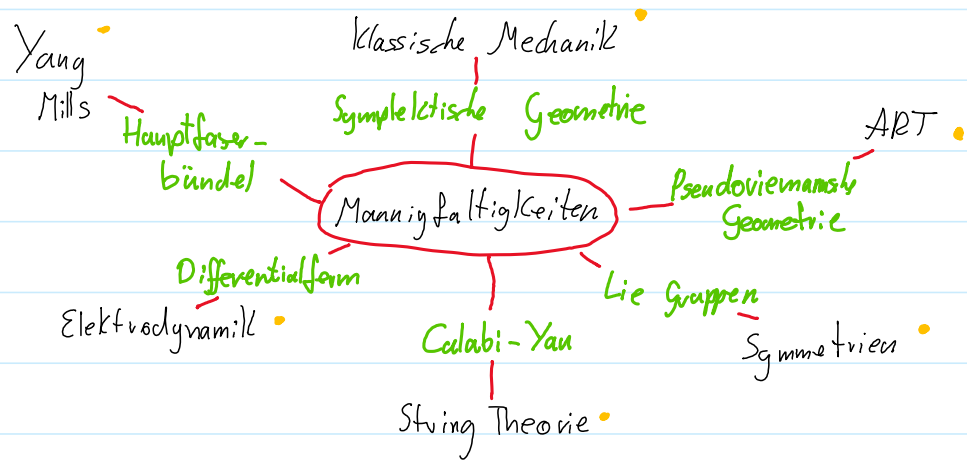 Klassische Mechanik
Yang
Mills
Symplektische Geometrie
Hauptfaser-
bündel
ART
Pseudoriemannsche
Geometrie
Mannigfaltigkeiten
Differentialform
Elektrodynamik
Lie Gruppen
Symmetrien
Calabi-Yau
String Theorie